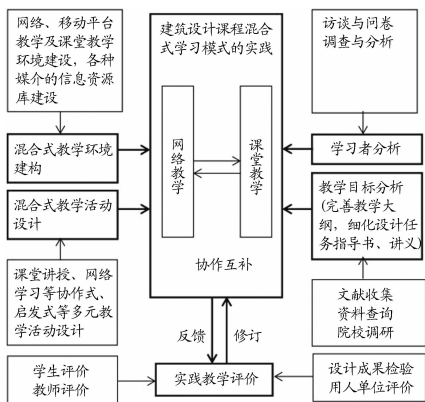 网络、移动平台
教学及课堂教学
环境建设，各种
媒介的信息资源
库建设
混合式教学环境
建构
混合式教学活动
设计
课堂讲授、网络
学习等协作式、
启发式等多元教
学活动设计
学生评价
教师评价
建筑设计课程混合
式学习模式的实践
网络教学
课堂教学
协作互补
反馈
修订
实践教学评价
访谈与问卷
调查与分析
学习者分析
教学目标分析
(完善教学大
纲，细化设计任
务指导书、讲义)
文献收集
资料查询
院校调研
设计成果检验
用人单位评价